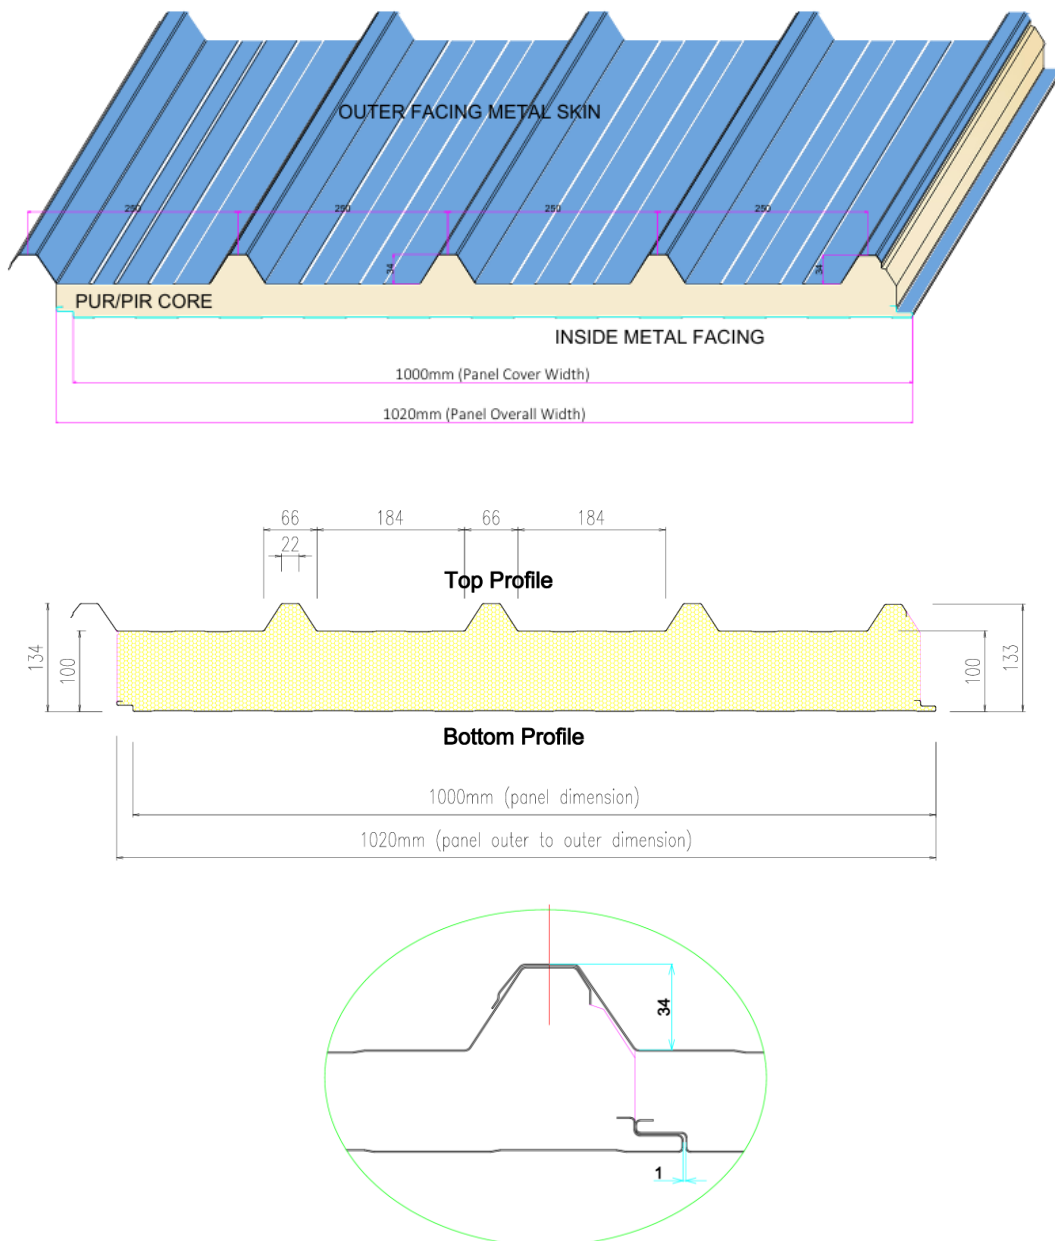 OUTER FACING METAL SKIN
250 250 250 250
34 34
PUR/PIR CORE
INSIDE METAL FACING
1000mm (Panel Cover Width)
1020mm (Panel Overall Width)
66 184 66 184
22
Top Profile
134 100 100 133
Bottom Profile
1000mm (panel dimension)
1020mm (panel outer to outer dimension)
34
1